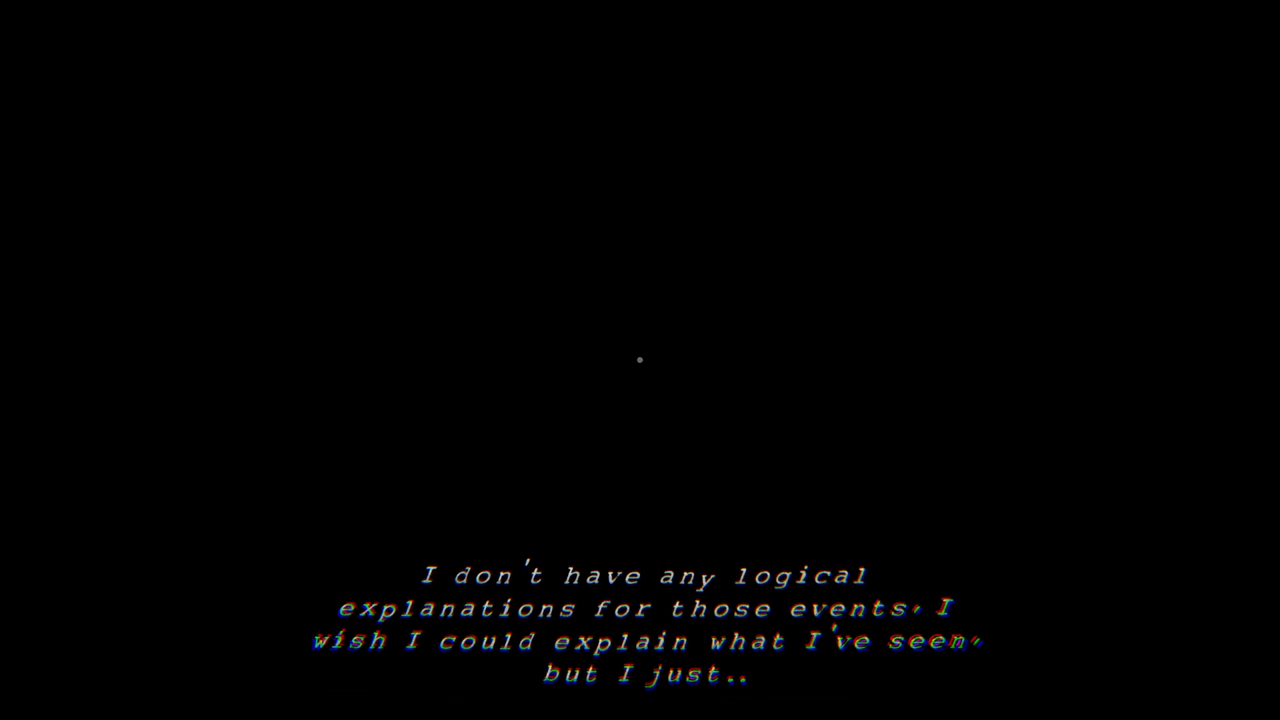 I don't have any logical
explanations for those events, I
wish I could explain what I've seen,
but I just..